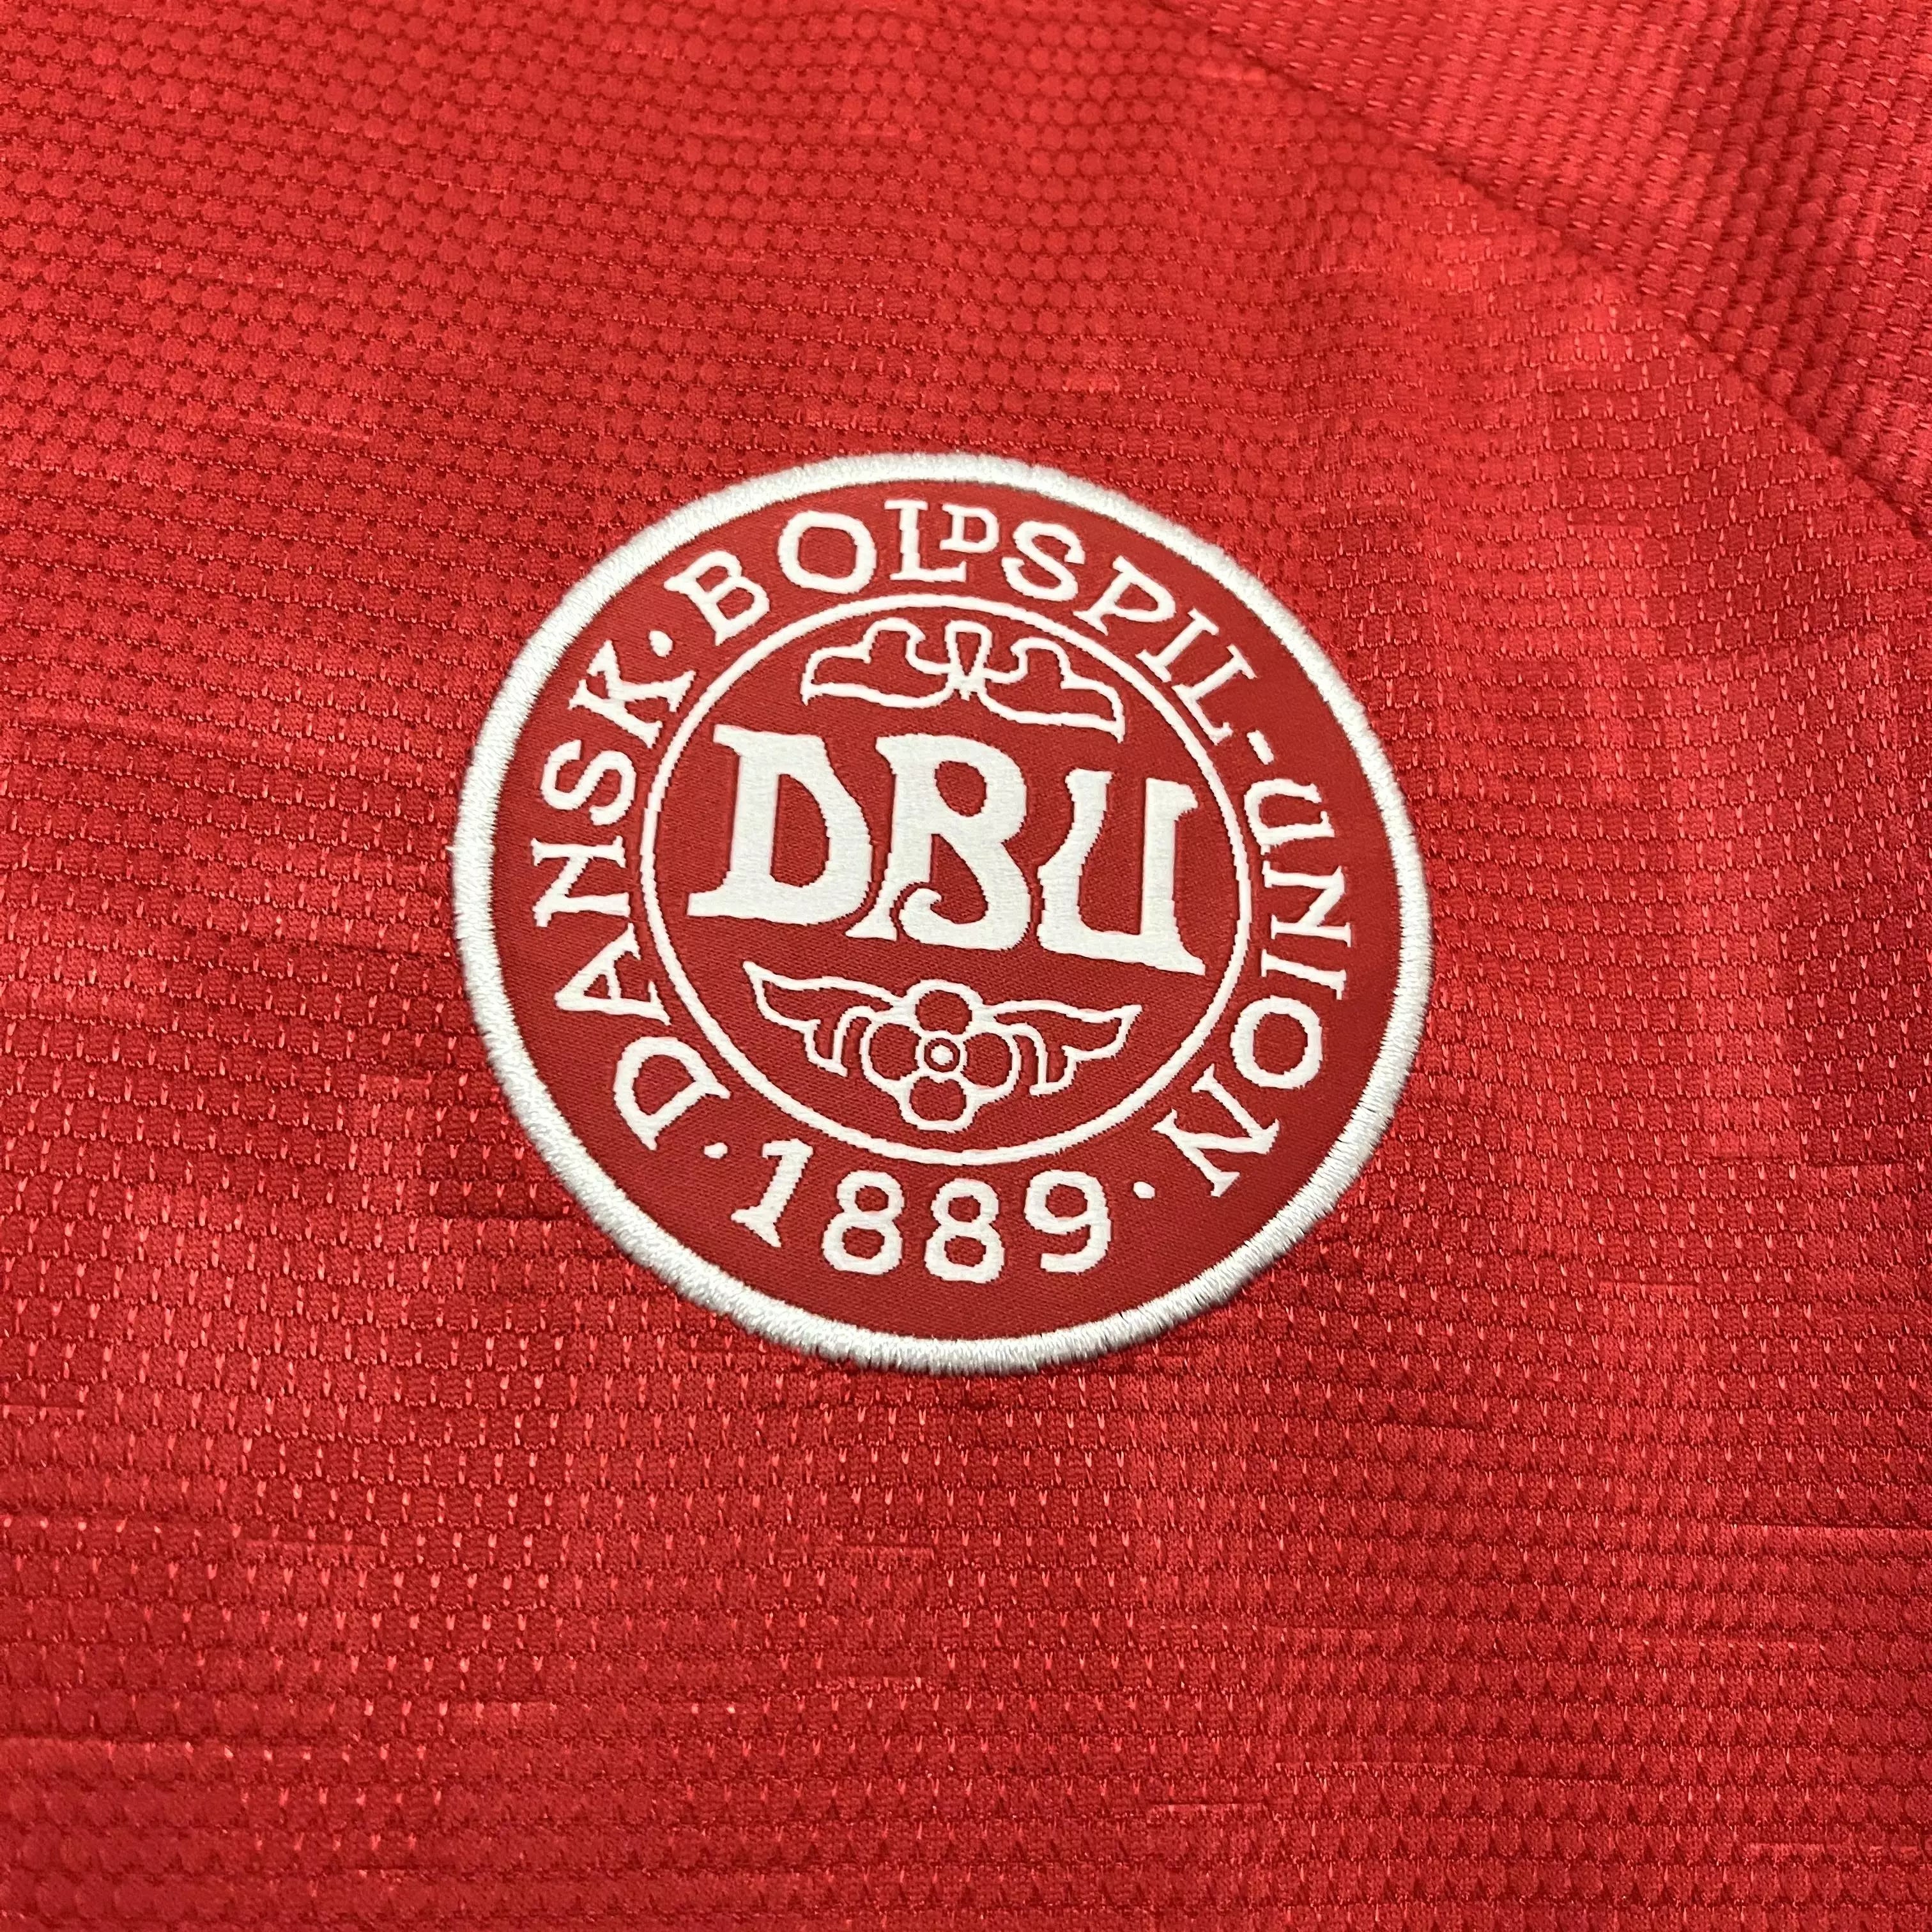 DANSK · BOLDSPIL-UNION
DBU
· 1889 ·